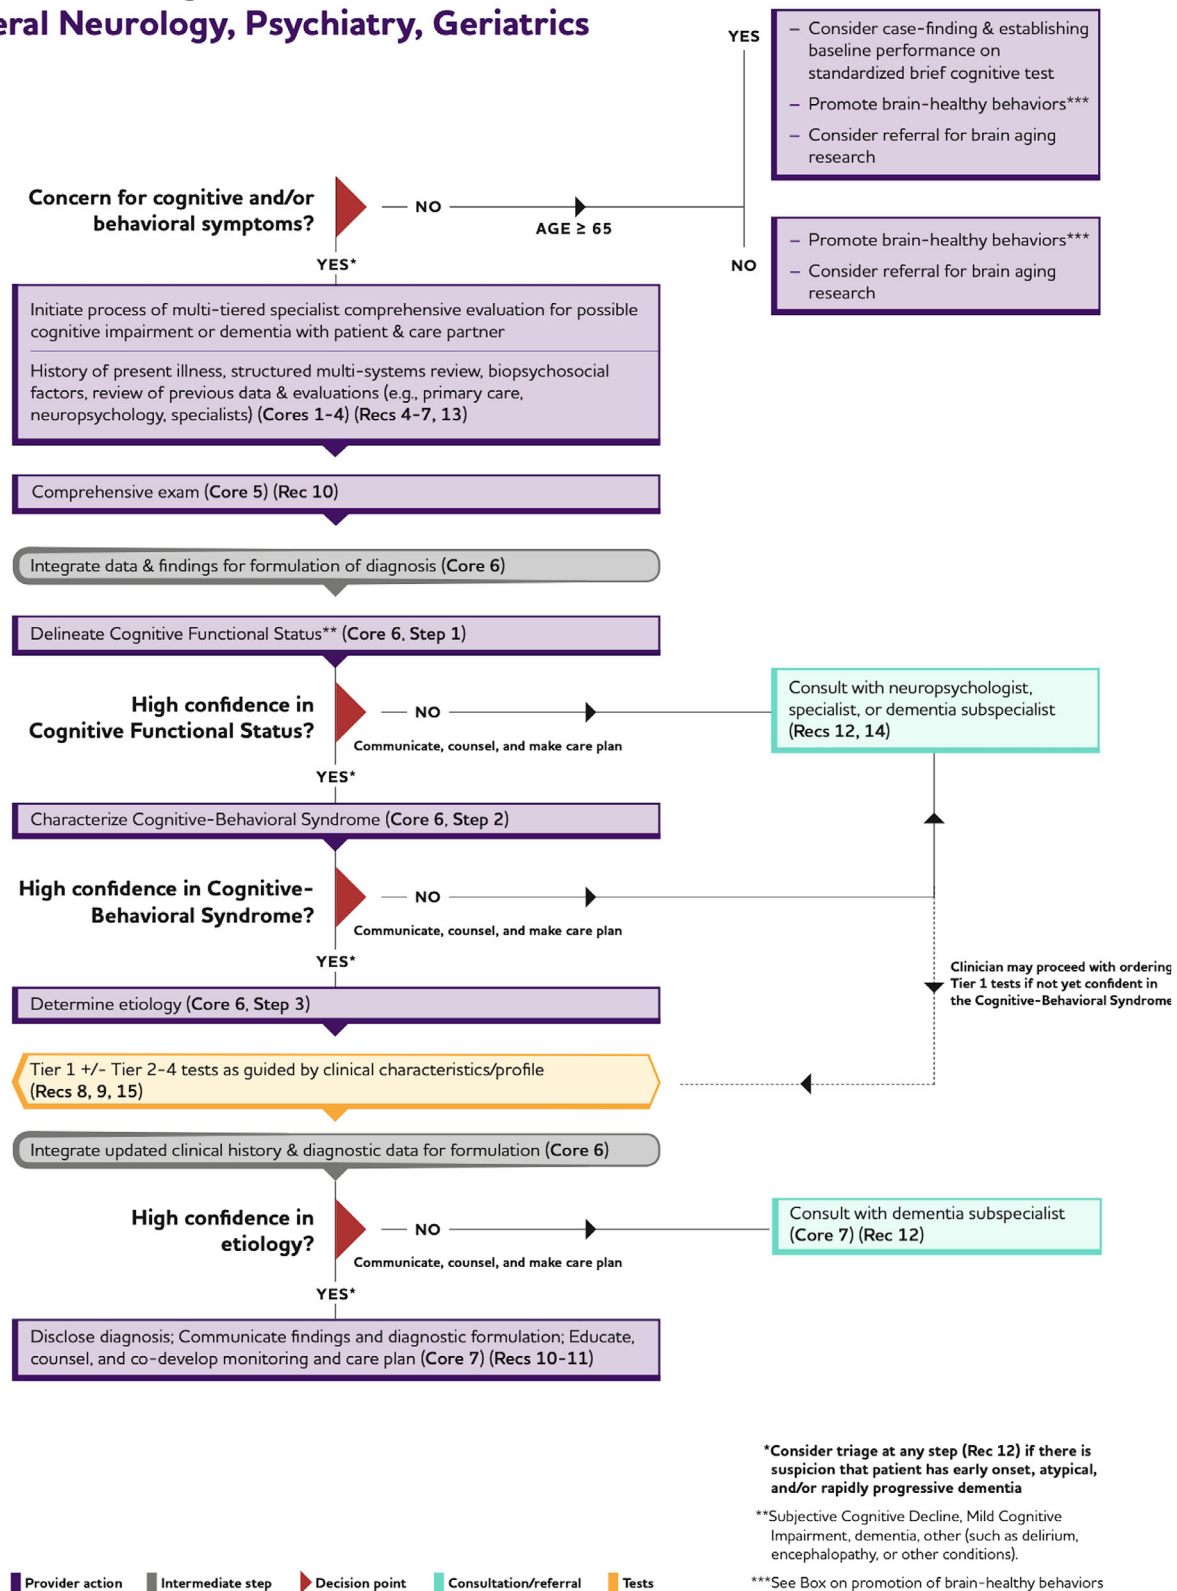 eral Neurology, Psychiatry, Geriatrics
YES
– Consider case-finding & establishing
baseline performance on
standardized brief cognitive test
– Promote brain-healthy behaviors***
– Consider referral for brain aging
research
Concern for cognitive and/or
behavioral symptoms?
NO
AGE ≥ 65
NO
– Promote brain-healthy behaviors***
– Consider referral for brain aging
research
YES*
Initiate process of multi-tiered specialist comprehensive evaluation for possible
cognitive impairment or dementia with patient & care partner
History of present illness, structured multi-systems review, biopsychosocial
factors, review of previous data & evaluations (e.g., primary care,
neuropsychology, specialists) (Cores 1-4) (Recs 4-7, 13)
Comprehensive exam (Core 5) (Rec 10)
Integrate data & findings for formulation of diagnosis (Core 6)
Delineate Cognitive Functional Status** (Core 6, Step 1)
High confidence in
Cognitive Functional Status?
NO
Communicate, counsel, and make care plan
Consult with neuropsychologist,
specialist, or dementia subspecialist
(Recs 12, 14)
YES*
Characterize Cognitive-Behavioral Syndrome (Core 6, Step 2)
High confidence in Cognitive-
Behavioral Syndrome?
NO
Communicate, counsel, and make care plan
YES*
Clinician may proceed with ordering
Tier 1 tests if not yet confident in
the Cognitive-Behavioral Syndrome
Determine etiology (Core 6, Step 3)
Tier 1 +/- Tier 2-4 tests as guided by clinical characteristics/profile
(Recs 8, 9, 15)
Integrate updated clinical history & diagnostic data for formulation (Core 6)
High confidence in
etiology?
NO
Communicate, counsel, and make care plan
Consult with dementia subspecialist
(Core 7) (Rec 12)
YES*
Disclose diagnosis; Communicate findings and diagnostic formulation; Educate,
counsel, and co-develop monitoring and care plan (Core 7) (Recs 10-11)
*Consider triage at any step (Rec 12) if there is
suspicion that patient has early onset, atypical,
and/or rapidly progressive dementia
**Subjective Cognitive Decline, Mild Cognitive
Impairment, dementia, other (such as delirium,
encephalopathy, or other conditions).
***See Box on promotion of brain-healthy behaviors
Provider action
Intermediate step
Decision point
Consultation/referral
Tests